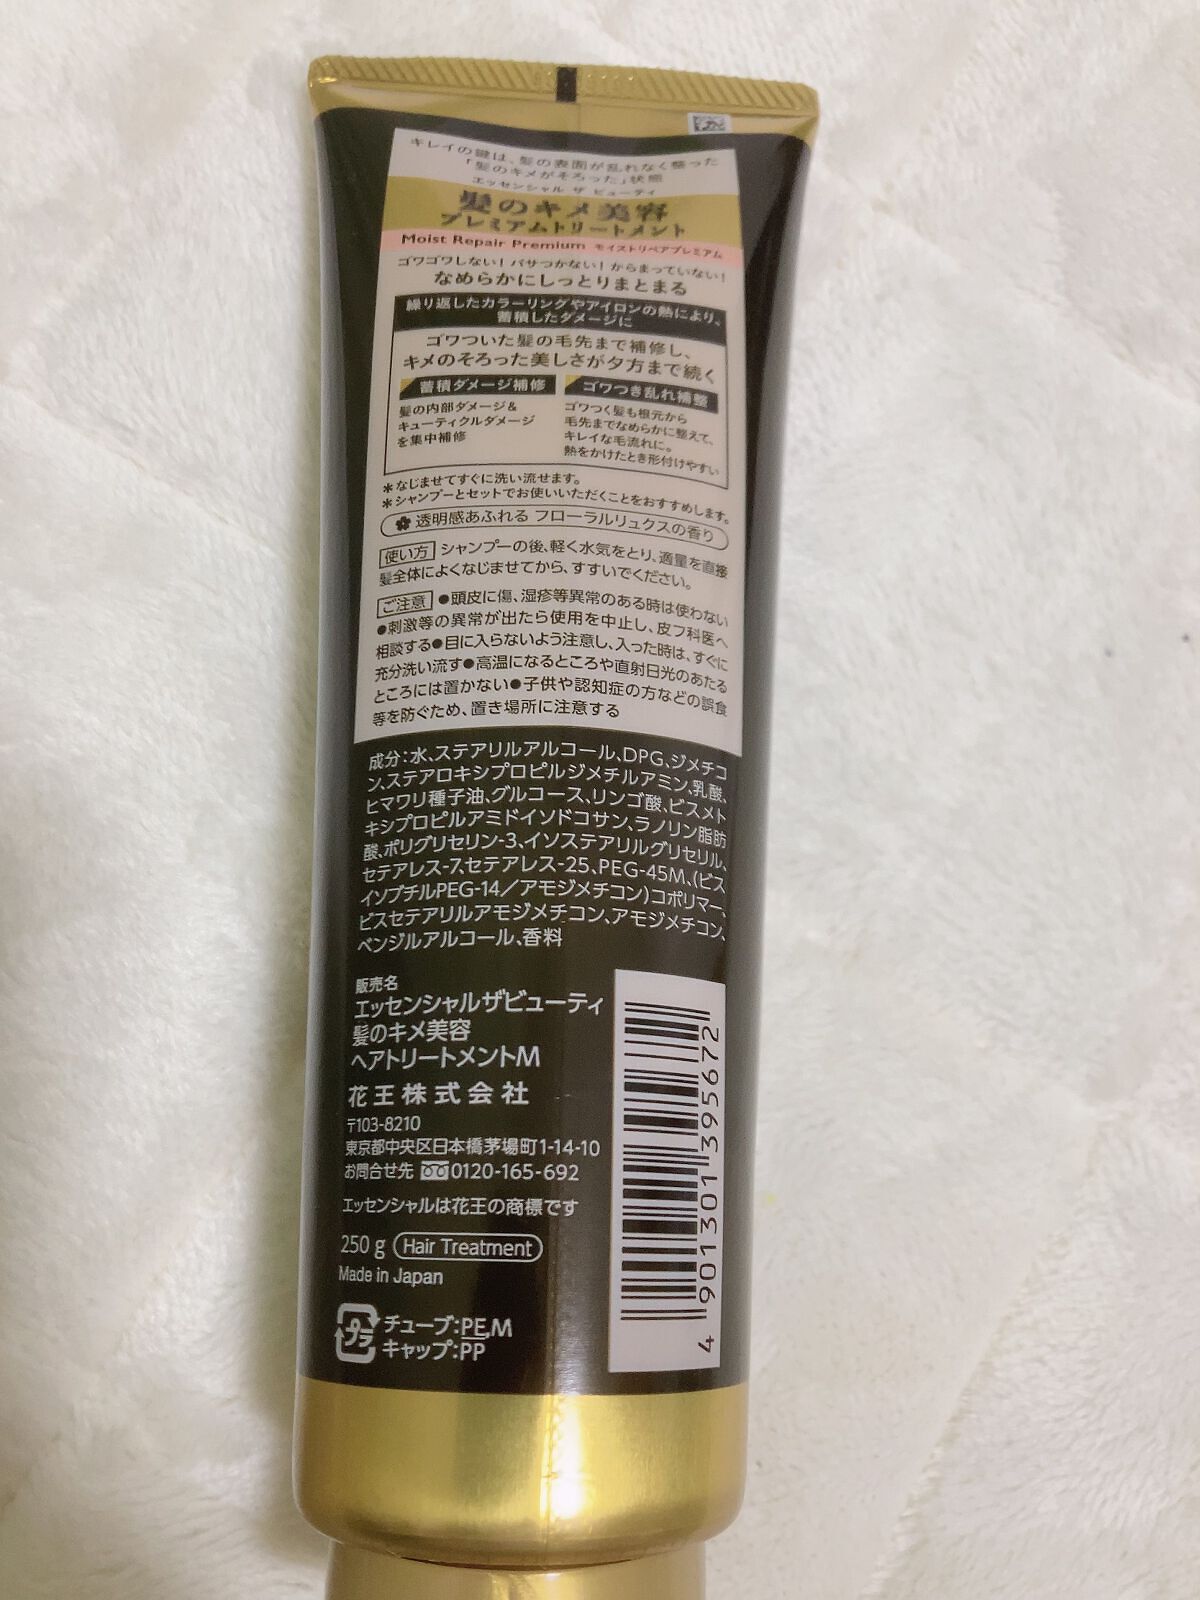 キレイの鍵は、髪の表面が乱れなく整った
「髪のキメがそろった」状態
エッセンシャル ザ ビューティ
髪のキメ美容
プレミアムトリートメント
Moist Repair Premium モイストリペアプレミアム
ゴワゴワしない！パサつかない！からまっていない！
なめらかにしっとりまとまる
繰り返したカラーリングやアイロンの熱により、
蓄積したダメージに
ゴワついた髪の毛先まで補修し、
キメのそろった美しさが夕方まで続く
蓄積ダメージ補修
髪の内部ダメージ&
キューティクルダメージ
を集中補修
ゴワつき乱れ補整
ゴワつく髪も根元から
毛先までなめらかに整えて、
キレイな毛流れに。
熱をかけたとき形付けやすい
*なじませてすぐに洗い流せます。
*シャンプーとセットでお使いいただくことをおすすめします。
透明感あふれる フローラルリュクスの香り
使い方 シャンプーの後、軽く水気をとり、適量を直接
髪全体によくなじませてから、すすいでください。
ご注意 ●頭皮に傷、湿疹等異常のある時は使わない
●刺激等の異常が出たら使用を中止し、皮フ科医へ
相談する●目に入らないよう注意し、入った時は、すぐに
充分洗い流す●高温になるところや直射日光のあたる
ところには置かない●子供や認知症の方などの誤食
等を防ぐため、置き場所に注意する
成分:水、ステアリルアルコール、DPG、ジメチコ
ン、ステアロキシプロピルジメチルアミン、乳酸、
ヒマワリ種子油、グルコース、リンゴ酸、ビスメト
キシプロピルアミドイソドコサン、ラノリン脂肪
酸、ポリグリセリン-3、イソステアリルグリセリル、
セテアレス-7、セテアレス-25、PEG-45M、(ビス
イソブチルPEG-14/アモジメチコン)コポリマー、
ビスセテアリルアモジメチコン、アモジメチコン、
ベンジルアルコール、香料
販売名
エッセンシャルザビューティ
髪のキメ美容
ヘアトリートメントM
花王株式会社
〒103-8210
東京都中央区日本橋茅場町1-14-10
お問合せ先 0120-165-692
エッセンシャルは花王の商標です
250 g Hair Treatment
Made in Japan
プラ チューブ:PE,M
キャップ:PP
4 901301 395672